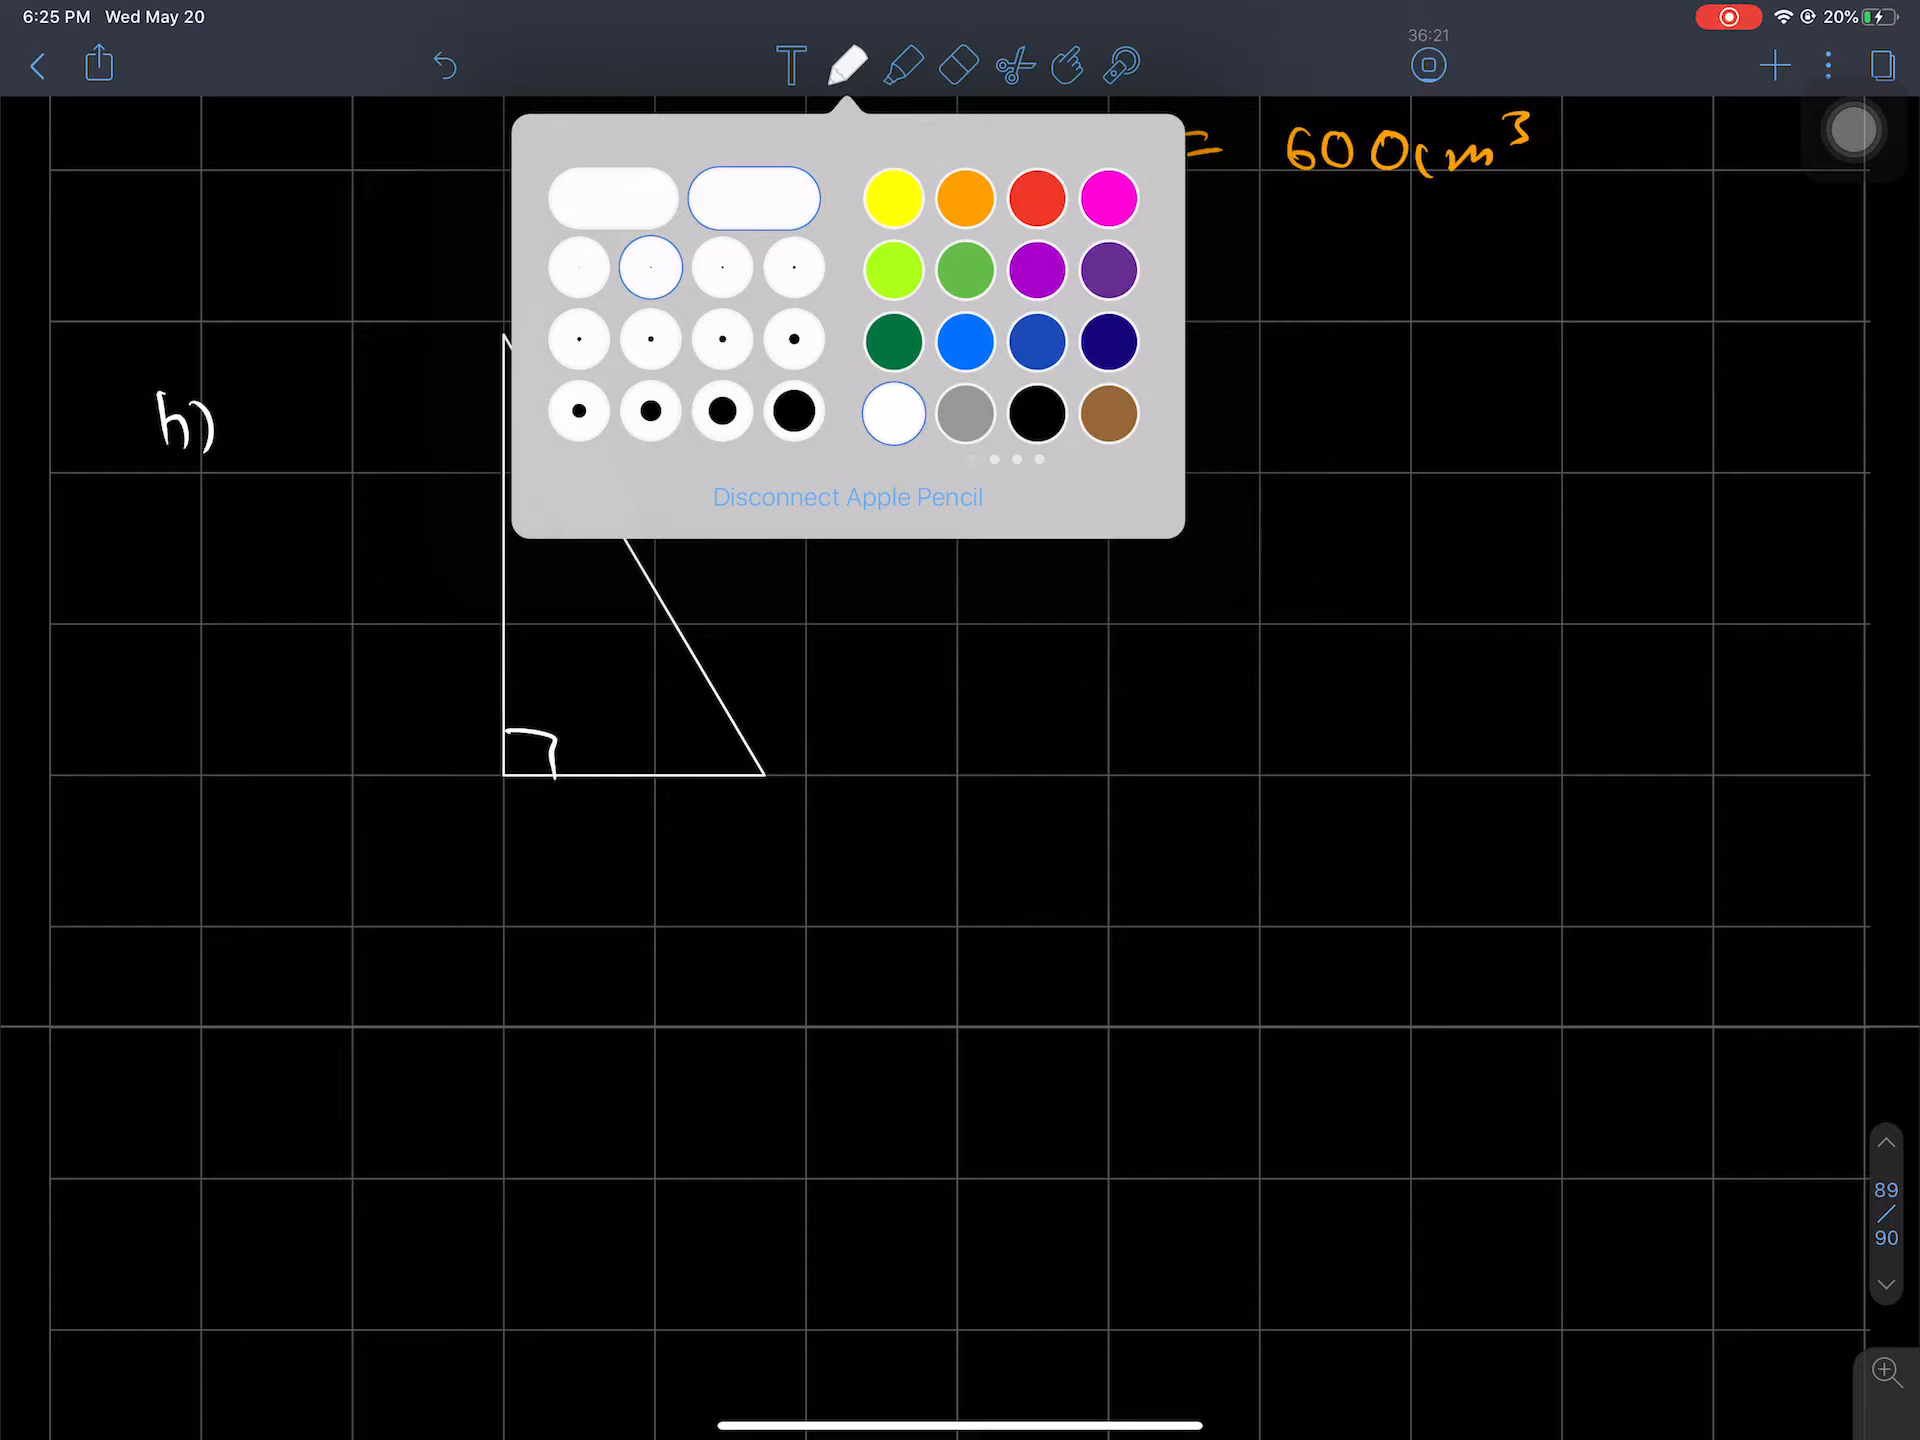 6:25 PM Wed May 20
20%
36:21
= 600cm³
h)
Disconnect Apple Pencil
89
/
90